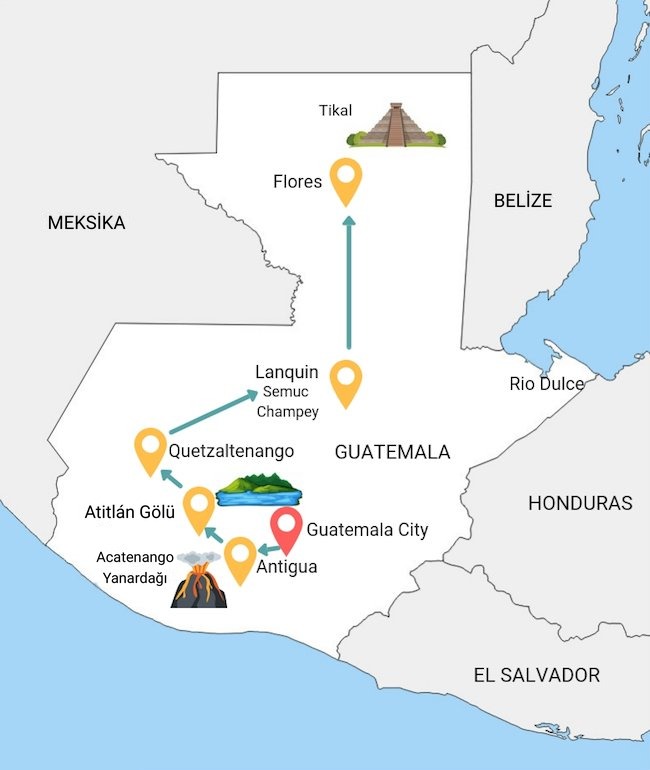 Tikal
Flores
BELİZE
MEKSİKA
Lanquin
Semuc
Champey
Rio Dulce
Quetzaltenango
GUATEMALA
Atitlán Gölü
HONDURAS
Guatemala City
Acatenango
Yanardağı
Antigua
EL SALVADOR